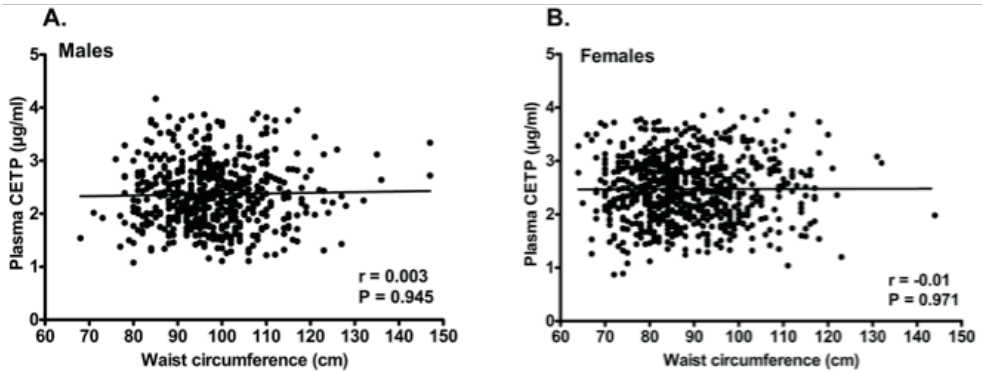 A.
Males
5
4
3
2
1
0
Plasma CETP (µg/ml)
r = 0.003
P = 0.945
60 70 80 90 100 110 120 130 140 150
Waist circumference (cm)
B.
Females
5
4
3
2
1
0
Plasma CETP (µg/ml)
r = -0.01
P = 0.971
60 70 80 90 100 110 120 130 140 150
Waist circumference (cm)